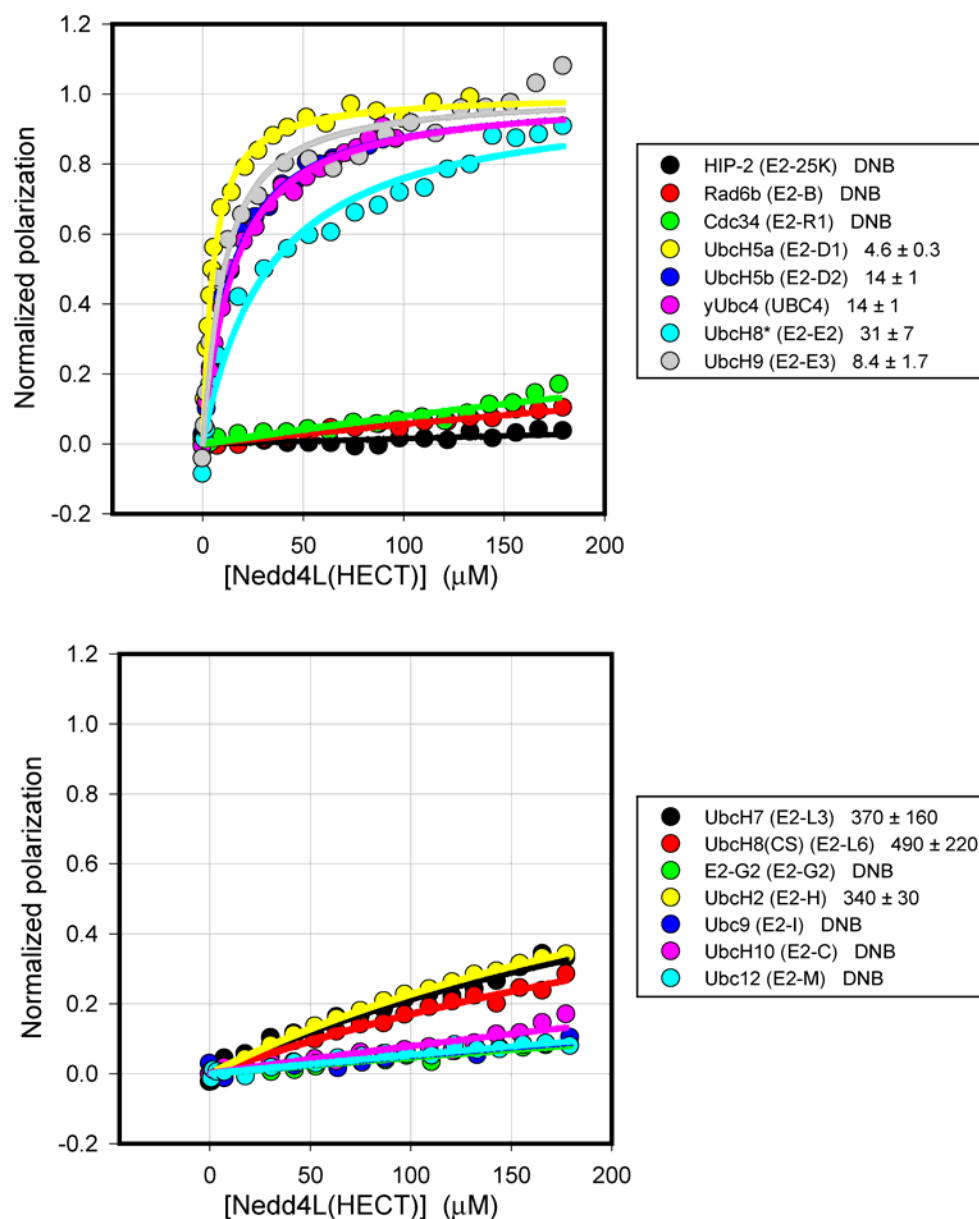 1.2
1.0
0.8
0.6
0.4
0.2
0.0
-0.2
Normalized polarization
0 50 100 150 200
[Nedd4L(HECT)] (μM)
HIP-2 (E2-25K) DNB
Rad6b (E2-B) DNB
Cdc34 (E2-R1) DNB
UbcH5a (E2-D1) 4.6 ± 0.3
UbcH5b (E2-D2) 14 ± 1
yUbc4 (UBC4) 14 ± 1
UbcH8* (E2-E2) 31 ± 7
UbcH9 (E2-E3) 8.4 ± 1.7
1.2
1.0
0.8
0.6
0.4
0.2
0.0
-0.2
Normalized polarization
0 50 100 150 200
[Nedd4L(HECT)] (μM)
UbcH7 (E2-L3) 370 ± 160
UbcH8(CS) (E2-L6) 490 ± 220
E2-G2 (E2-G2) DNB
UbcH2 (E2-H) 340 ± 30
Ubc9 (E2-I) DNB
UbcH10 (E2-C) DNB
Ubc12 (E2-M) DNB